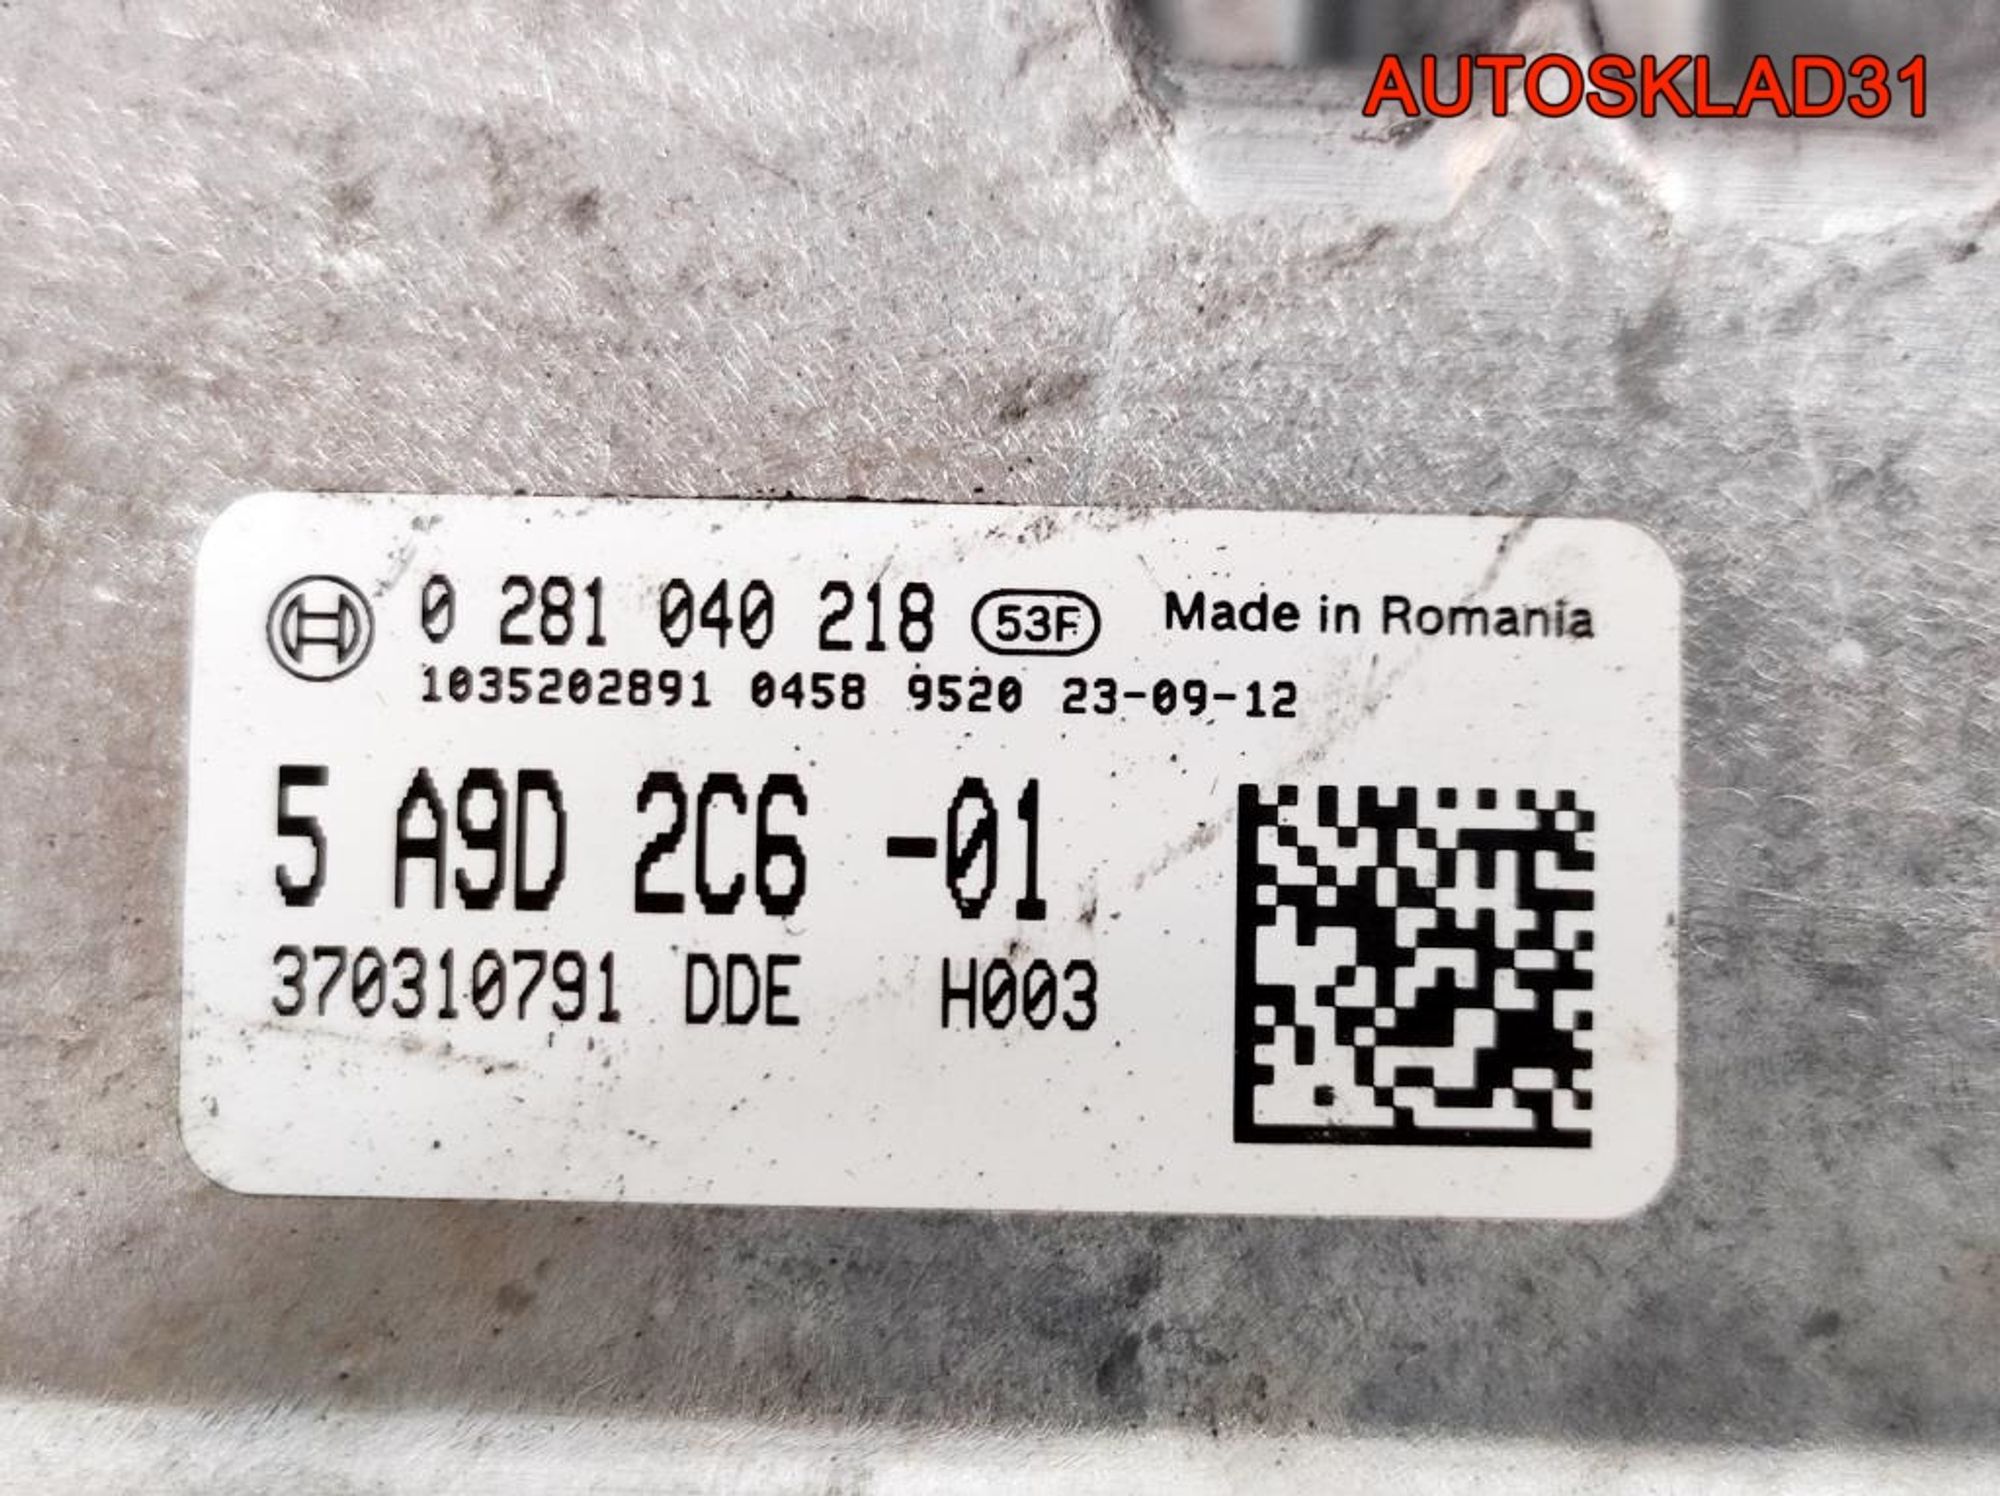 AUTOSKLAD31
0 281 040 218 53F Made in Romania
1035202891 0458 9520 23-09-12
5 A9D 2C6 -01
370310791 DDE H003